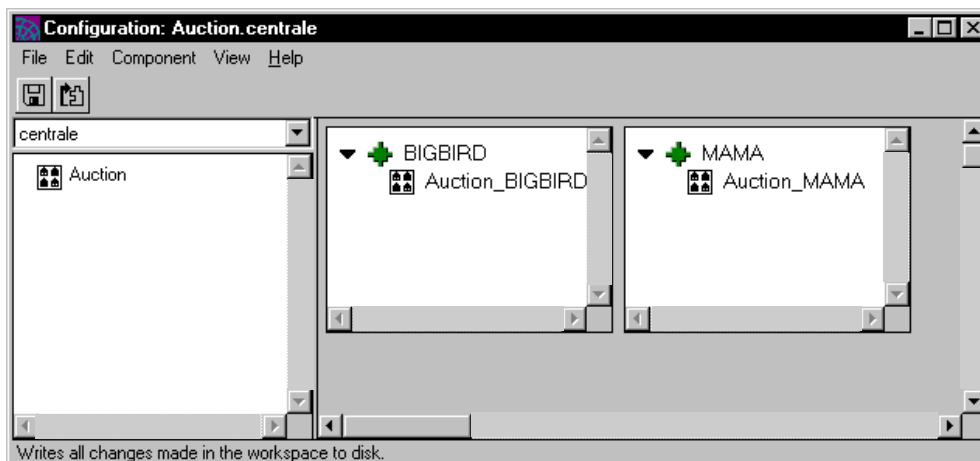 Configuration: Auction.centrale
File Edit Component View Help
centrale
Auction
BIGBIRD
Auction_BIGBIRD
MAMA
Auction_MAMA
Writes all changes made in the workspace to disk.